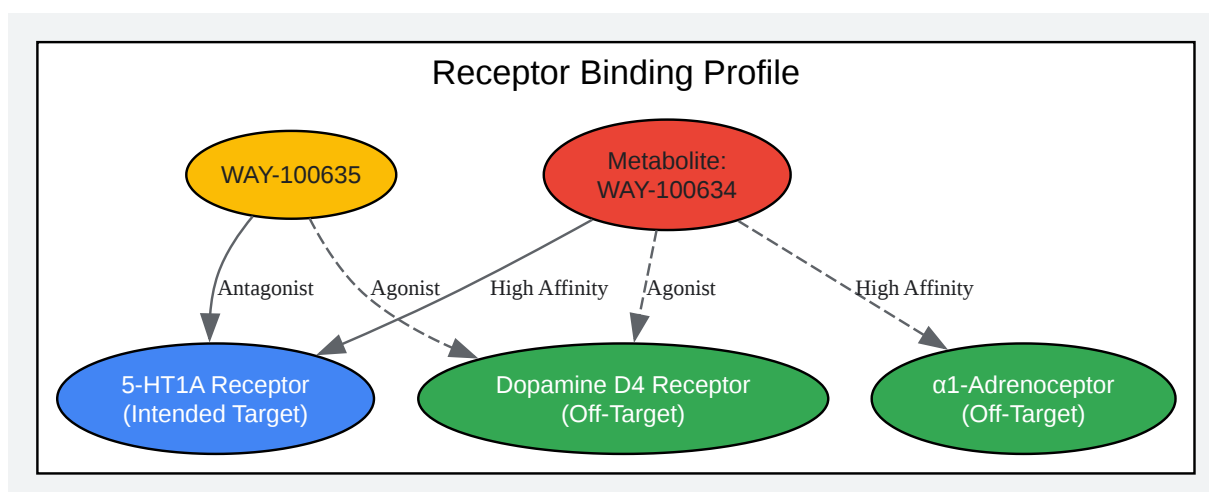 Receptor Binding Profile
WAY-100635
Metabolite:
WAY-100634
Antagonist
Agonist
High Affinity
Agonist
High Affinity
5-HT1A Receptor
(Intended Target)
Dopamine D4 Receptor
(Off-Target)
α1-Adrenoceptor
(Off-Target)